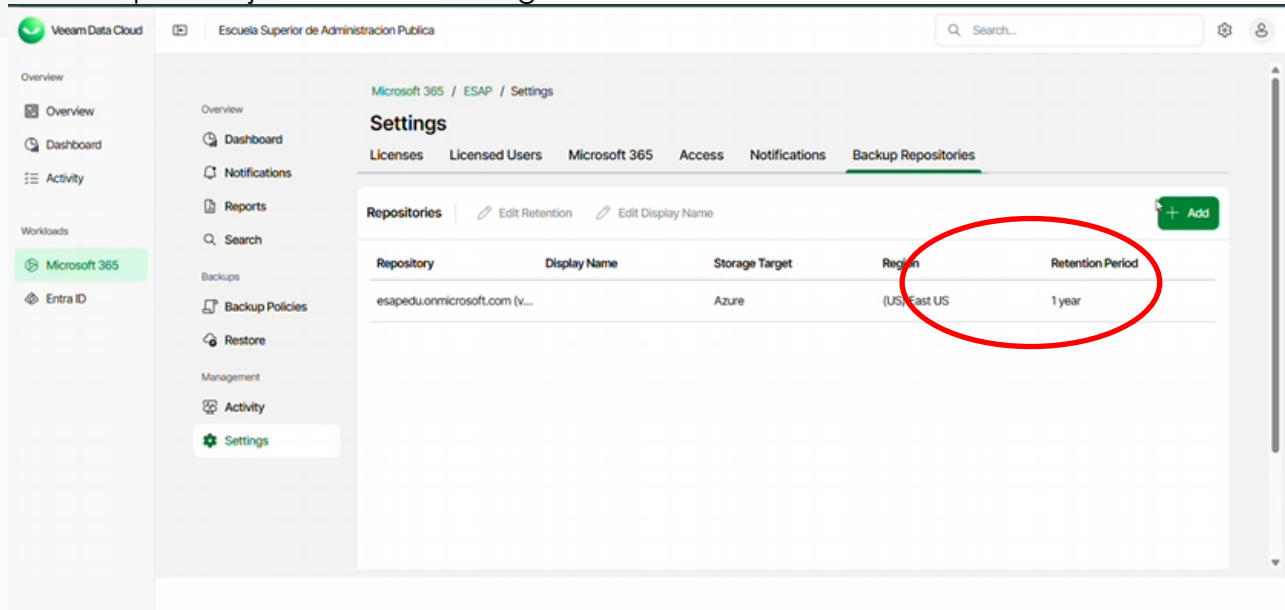 Veeam Data Cloud
Escuela Superior de Administracion Publica
Search...
Overview
Overview
Dashboard
Activity
Workloads
Microsoft 365
Entra ID
Overview
Dashboard
Notifications
Reports
Search
Backups
Backup Policies
Restore
Management
Activity
Settings
Microsoft 365 / ESAP / Settings
Settings
Licenses Licensed Users Microsoft 365 Access Notifications Backup Repositories
Repositories Edit Retention Edit Display Name + Add
Repository Display Name Storage Target Region Retention Period
esapedu.onmicrosoft.com (v... Azure (US) East US 1 year